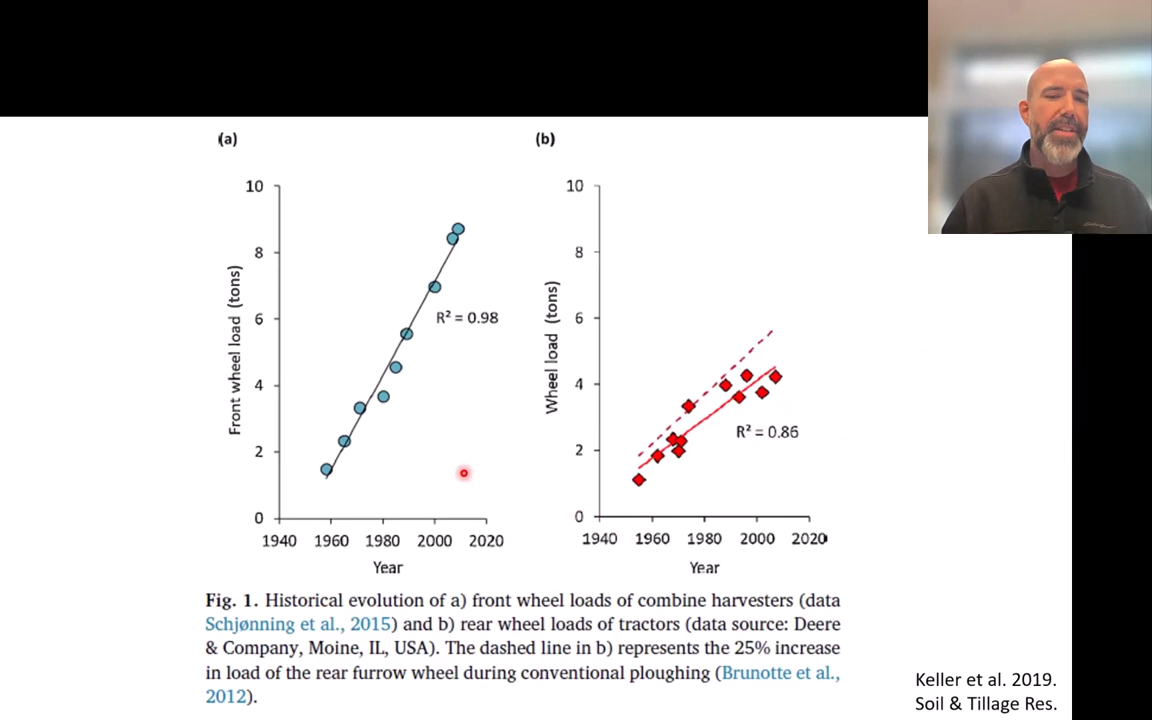 (a)
10
8
6
4
2
0
Front wheel load (tons)
R² = 0.98
1940 1960 1980 2000 2020
Year
(b)
10
8
6
4
2
0
Wheel load (tons)
R² = 0.86
1940 1960 1980 2000 2020
Year
Fig. 1. Historical evolution of a) front wheel loads of combine harvesters (data
Schjønning et al., 2015) and b) rear wheel loads of tractors (data source: Deere
& Company, Moine, IL, USA). The dashed line in b) represents the 25% increase
in load of the rear furrow wheel during conventional ploughing (Brunotte et al.,
2012).
Keller et al. 2019.
Soil & Tillage Res.